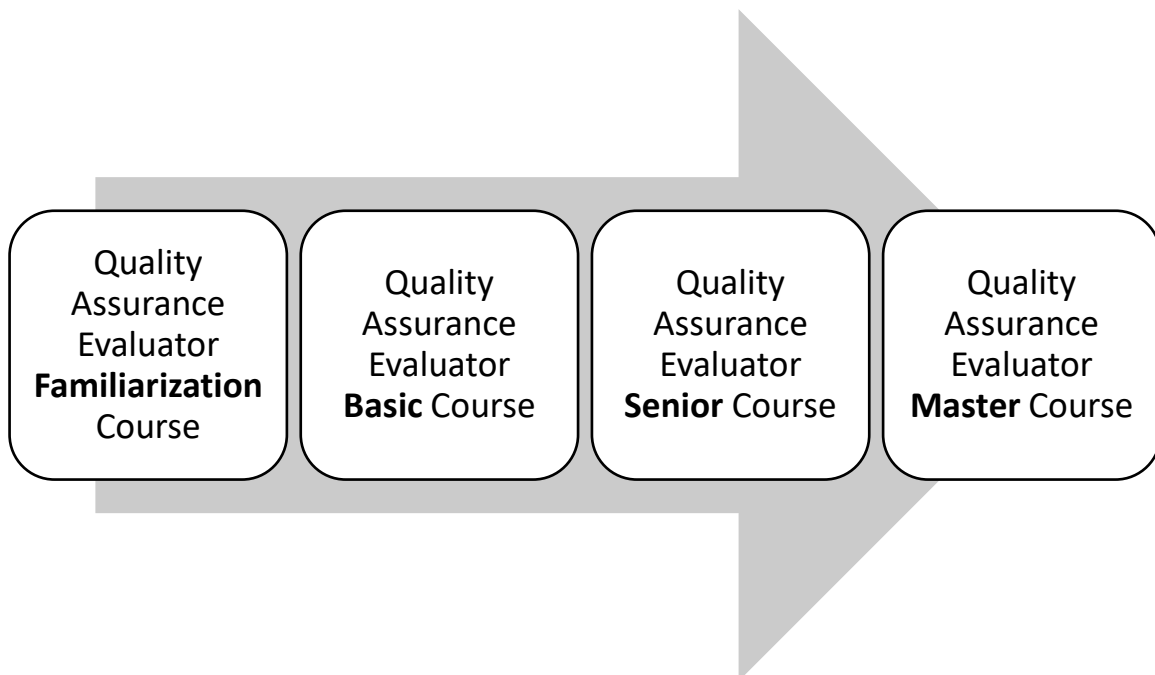 Quality
Assurance
Evaluator
Familiarization
Course
Quality
Assurance
Evaluator
Basic Course
Quality
Assurance
Evaluator
Senior Course
Quality
Assurance
Evaluator
Master Course